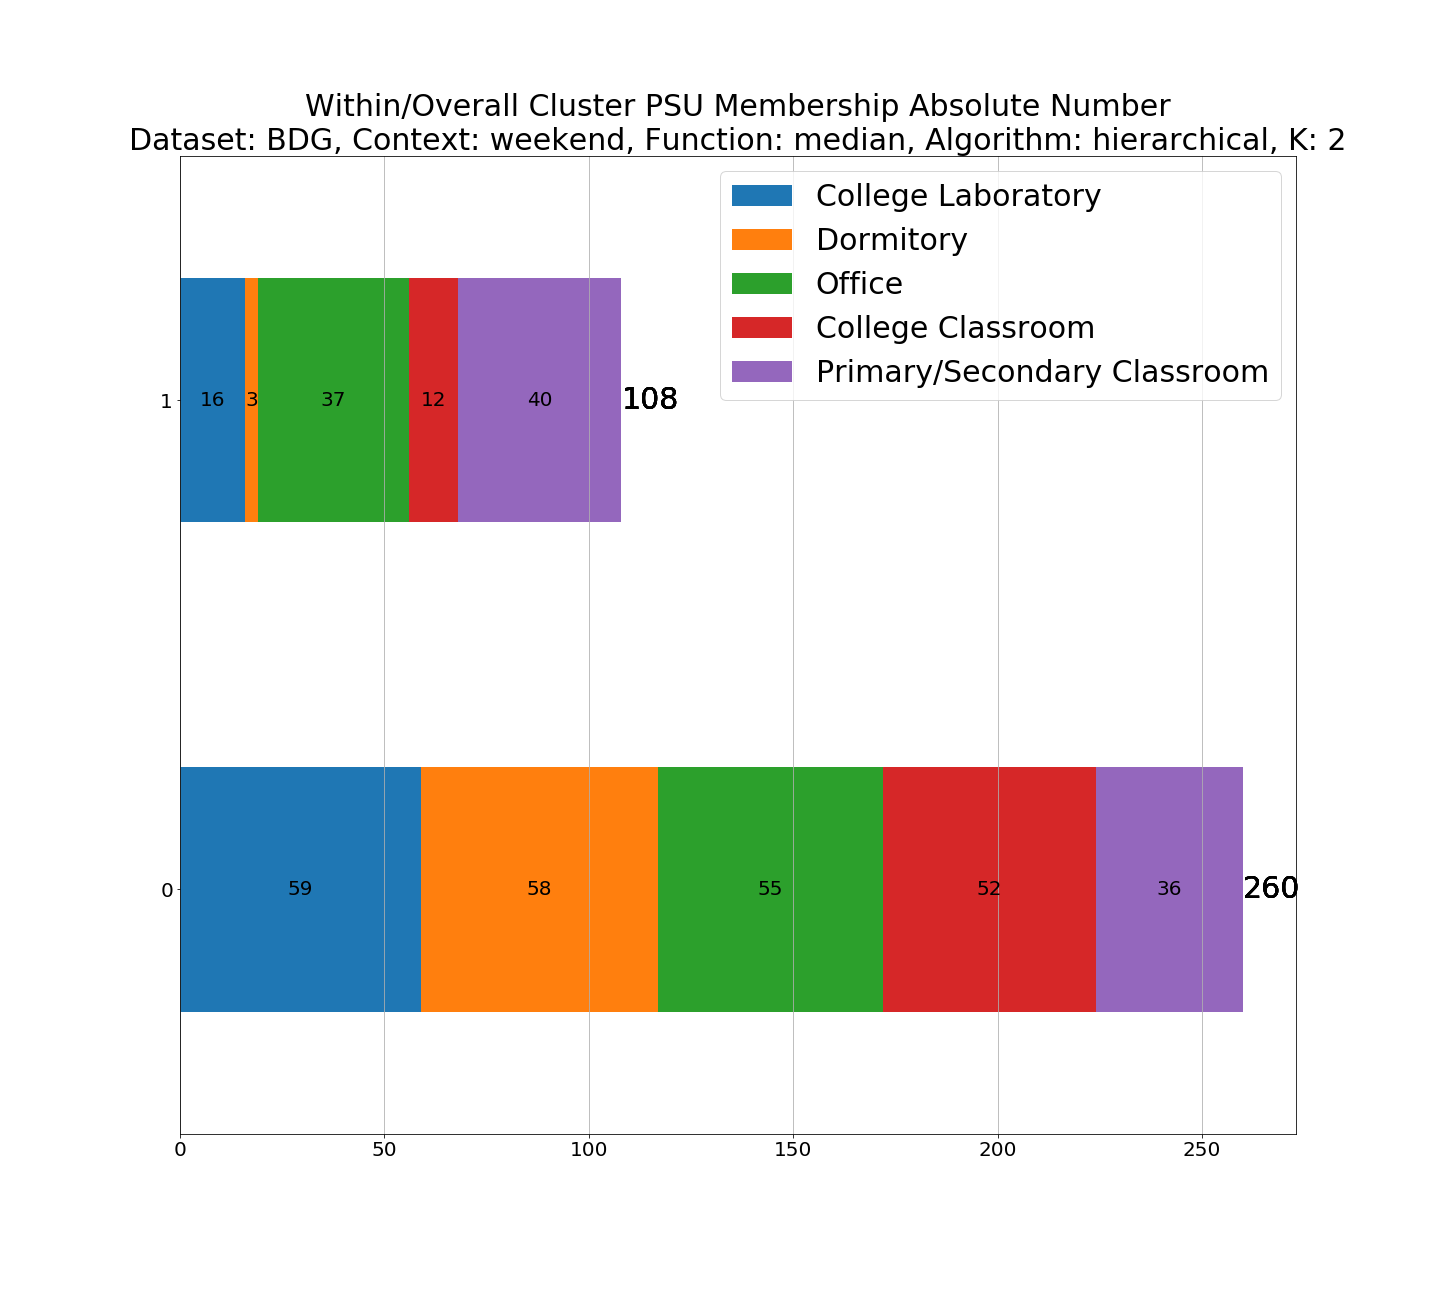 Within/Overall Cluster PSU Membership Absolute Number
Dataset: BDG, Context: weekend, Function: median, Algorithm: hierarchical, K: 2
College Laboratory
Dormitory
Office
College Classroom
Primary/Secondary Classroom
1
16
3
37
12
40
108
0
59
58
55
52
36
260
0
50
100
150
200
250